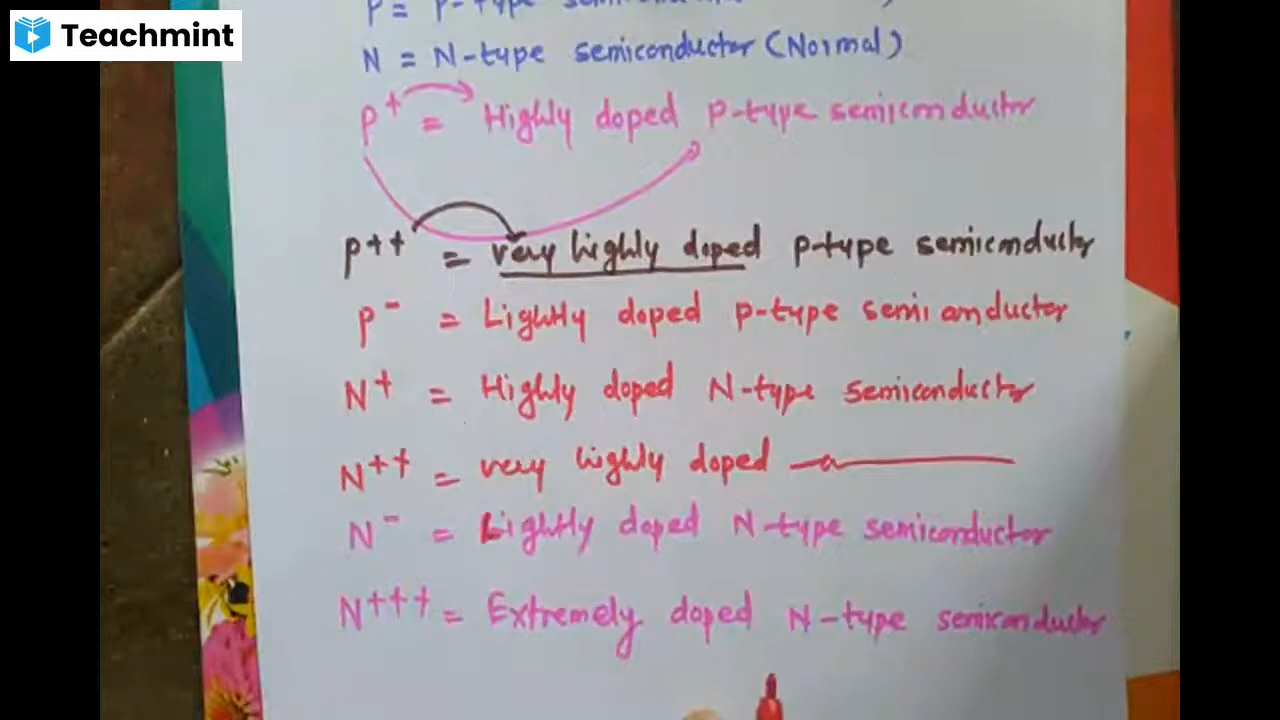 Teachmint
P = P-type
N = N-type semiconductor (Normal)
P+ = Highly doped P-type semiconductor
P++ = very highly doped P-type semiconductor
P- = Lightly doped P-type semiconductor
N+ = Highly doped N-type semiconductor
N++ = very highly doped
N- = Lightly doped N-type semiconductor
N+++ = Extremely doped N-type semiconductor